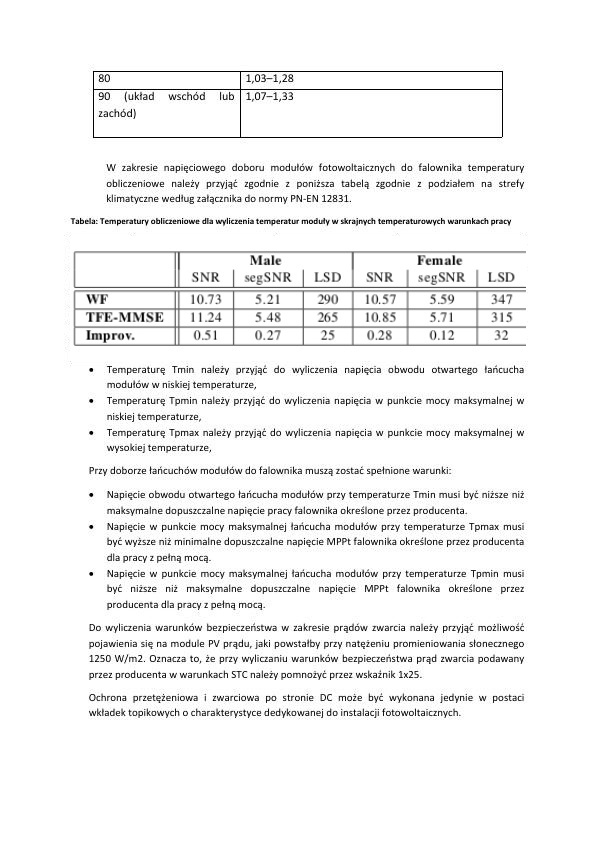 80 1,03–1,28
90 (układ wschód lub 1,07–1,33
zachód)
W zakresie napięciowego doboru modułów fotowoltaicznych do falownika temperatury
obliczeniowe należy przyjąć zgodnie z poniższa tabelą zgodnie z podziałem na strefy
klimatyczne według załącznika do normy PN-EN 12831.
Tabela: Temperatury obliczeniowe dla wyliczenia temperatur moduły w skrajnych temperaturowych warunkach pracy
Male Female
SNR segSNR LSD SNR segSNR LSD
WF 10.73 5.21 290 10.57 5.59 347
TFE-MMSE 11.24 5.48 265 10.85 5.71 315
Improv. 0.51 0.27 25 0.28 0.12 32
• Temperaturę Tmin należy przyjąć do wyliczenia napięcia obwodu otwartego łańcucha
modułów w niskiej temperaturze,
• Temperaturę Tpmin należy przyjąć do wyliczenia napięcia w punkcie mocy maksymalnej w
niskiej temperaturze,
• Temperaturę Tpmax należy przyjąć do wyliczenia napięcia w punkcie mocy maksymalnej w
wysokiej temperaturze,
Przy doborze łańcuchów modułów do falownika muszą zostać spełnione warunki:
• Napięcie obwodu otwartego łańcucha modułów przy temperaturze Tmin musi być niższe niż
maksymalne dopuszczalne napięcie pracy falownika określone przez producenta.
• Napięcie w punkcie mocy maksymalnej łańcucha modułów przy temperaturze Tpmax musi
być wyższe niż minimalne dopuszczalne napięcie MPPt falownika określone przez producenta
dla pracy z pełną mocą.
• Napięcie w punkcie mocy maksymalnej łańcucha modułów przy temperaturze Tpmin musi
być niższe niż maksymalne dopuszczalne napięcie MPPt falownika określone przez
producenta dla pracy z pełną mocą.
Do wyliczenia warunków bezpieczeństwa w zakresie prądów zwarcia należy przyjąć możliwość
pojawienia się na module PV prądu, jaki powstałby przy natężeniu promieniowania słonecznego
1250 W/m2. Oznacza to, że przy wyliczaniu warunków bezpieczeństwa prąd zwarcia podawany
przez producenta w warunkach STC należy pomnożyć przez wskaźnik 1x25.
Ochrona przetężeniowa i zwarciowa po stronie DC może być wykonana jedynie w postaci
wkładek topikowych o charakterystyce dedykowanej do instalacji fotowoltaicznych.